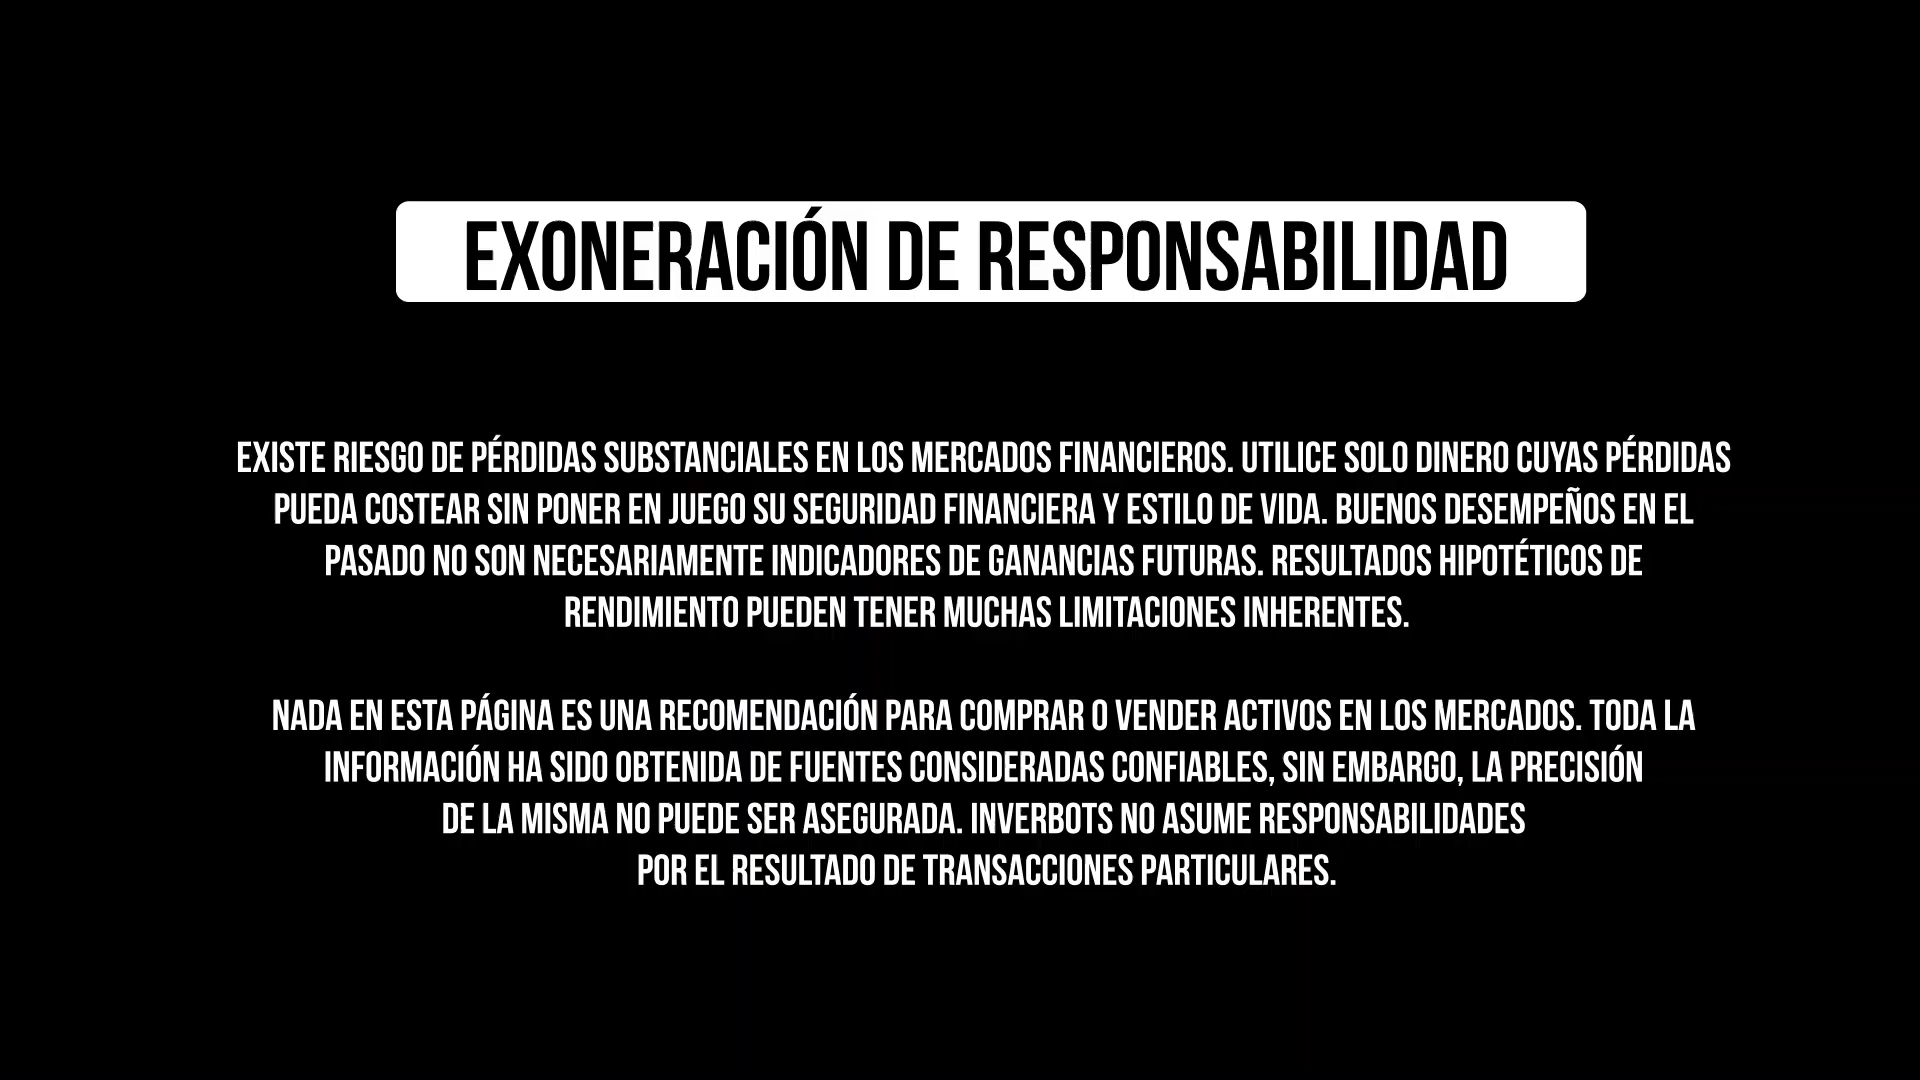 EXONERACIÓN DE RESPONSABILIDAD
EXISTE RIESGO DE PÉRDIDAS SUBSTANCIALES EN LOS MERCADOS FINANCIEROS. UTILICE SOLO DINERO CUYAS PÉRDIDAS
PUEDA COSTEAR SIN PONER EN JUEGO SU SEGURIDAD FINANCIERA Y ESTILO DE VIDA. BUENOS DESEMPEÑOS EN EL
PASADO NO SON NECESARIAMENTE INDICADORES DE GANANCIAS FUTURAS. RESULTADOS HIPOTÉTICOS DE
RENDIMIENTO PUEDEN TENER MUCHAS LIMITACIONES INHERENTES.
NADA EN ESTA PÁGINA ES UNA RECOMENDACIÓN PARA COMPRAR O VENDER ACTIVOS EN LOS MERCADOS. TODA LA
INFORMACIÓN HA SIDO OBTENIDA DE FUENTES CONSIDERADAS CONFIABLES, SIN EMBARGO, LA PRECISIÓN
DE LA MISMA NO PUEDE SER ASEGURADA. INVERBOTS NO ASUME RESPONSABILIDADES
POR EL RESULTADO DE TRANSACCIONES PARTICULARES.